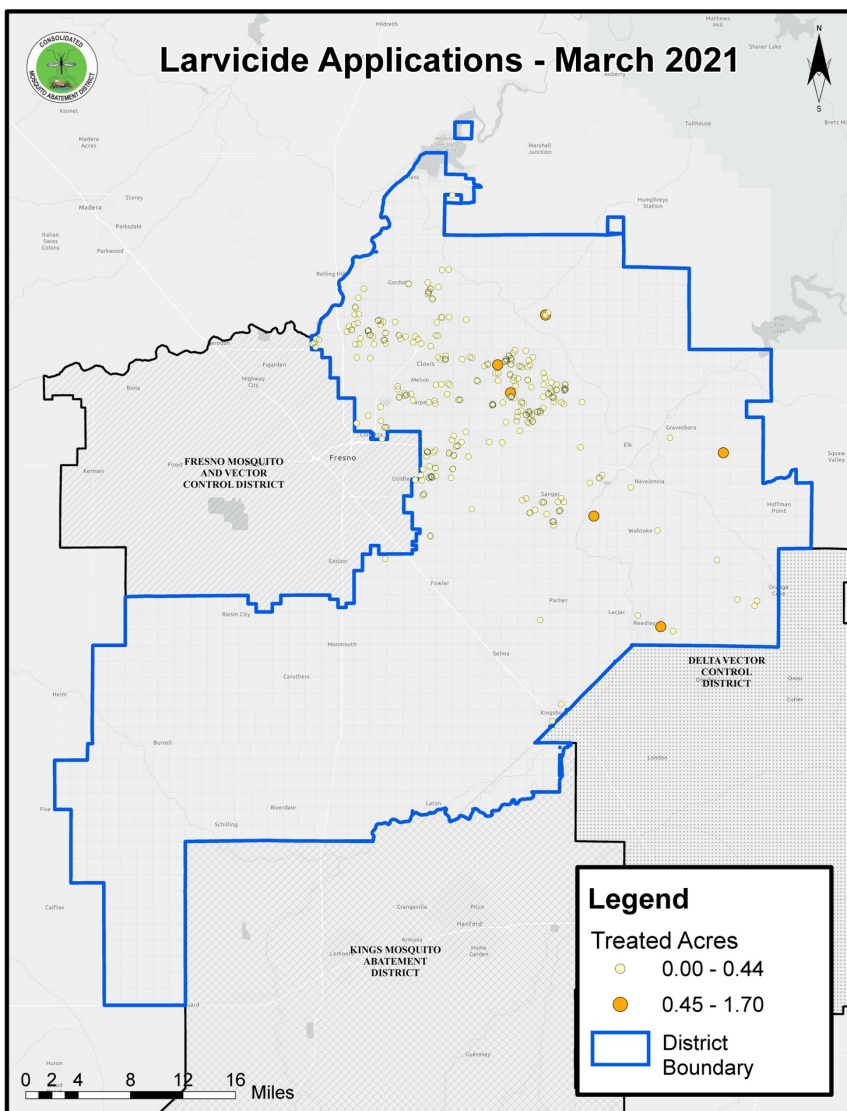 Larvicide Applications - March 2021
CONSOLIDATED
MOSQUITO ABATEMENT DISTRICT
N
S
Hildreth
Mathews
Mill
Shaver Lake
Auberry
Kismet
Madera
Acres
Tollhouse
Marshall
Junction
Storey
Madera
Parksdale
Humphreys
Station
Italian
Swiss
Colony
Parkwood
Rolling Hill
Gordon
Figarden
Clovis
Highway
City
Biola
Melvin
Gravesboro
Elk
Squaw
Valley
Kerman
Floyd
Fresno
FRESNO MOSQUITO
AND VECTOR
CONTROL DISTRICT
Navelencia
Sanger
Hoffman
Point
Wahtoke
Easton
Fowler
Orange
Cove
Parlier
Raisin City
Lacjac
Reedley
Monmouth
Selma
DELTA VECTOR
CONTROL
DISTRICT
Orosi
Cutler
Caruthers
Helm
Kingsburg
Burrell
London
Five
Riverdale
Laton
Schilling
Calflax
Grangeville
Pitco
Hanford
Armona
Home
Garden
Lemoore
KINGS MOSQUITO
ABATEMENT
DISTRICT
Guernsey
Huron
Legend
Treated Acres
0.00 - 0.44
0.45 - 1.70
District
Boundary
0 2 4 8 12 16
Miles